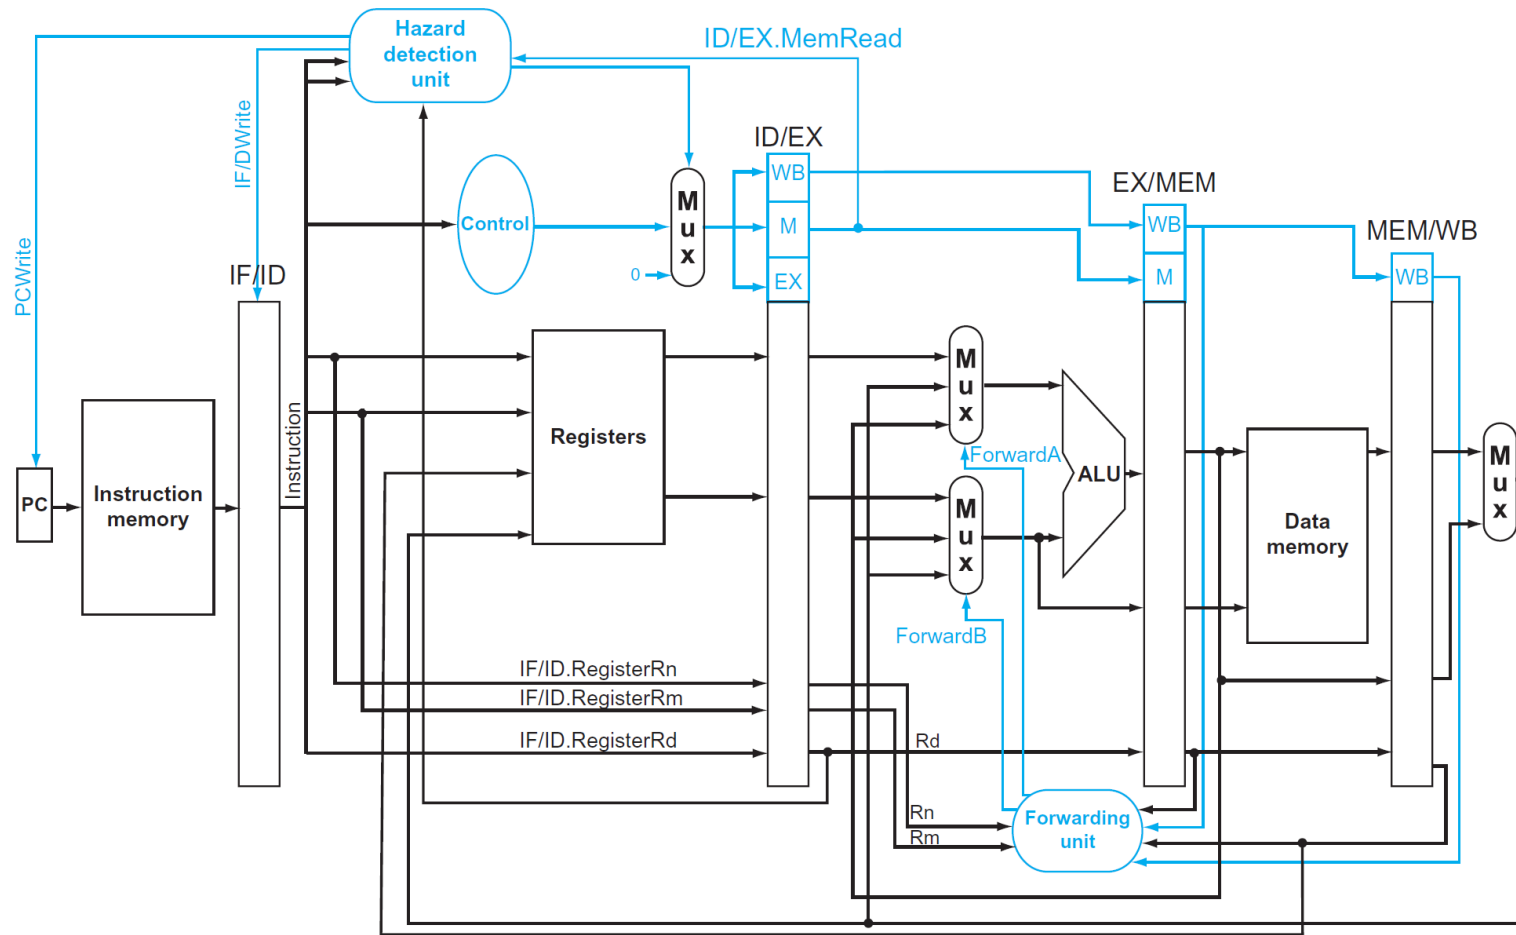 Hazard
detection
unit
ID/EX.MemRead
IF/DWrite
PCWrite
ID/EX
WB
M
EX
Control
0
M
u
x
EX/MEM
WB
M
MEM/WB
WB
IF/ID
Instruction
PC
Instruction
memory
Registers
M
u
x
ForwardA
M
u
x
ForwardB
ALU
Data
memory
M
u
x
IF/ID.RegisterRn
IF/ID.RegisterRm
IF/ID.RegisterRd
Rd
Rn
Rm
Forwarding
unit